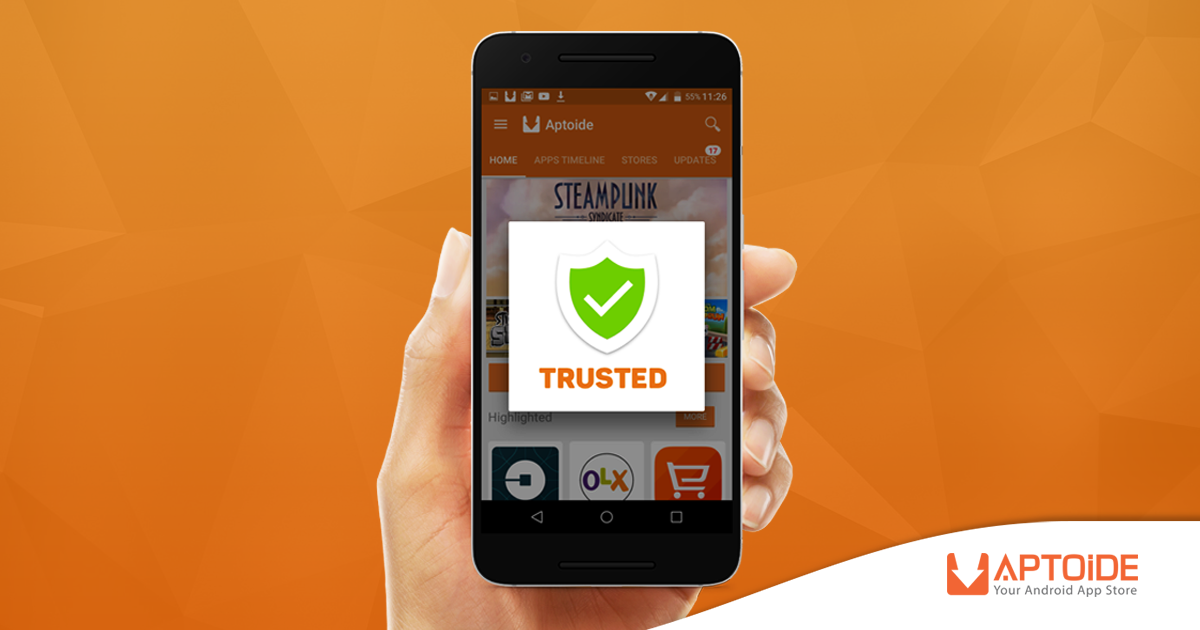 55% 11:26
Aptoide
17
HOME APPS TIMELINE STORES UPDATES
STEAMPUNK
SYNDICATE
TRUSTED
Highlighted
MORE
OLX
APTOiDE
Your Android App Store